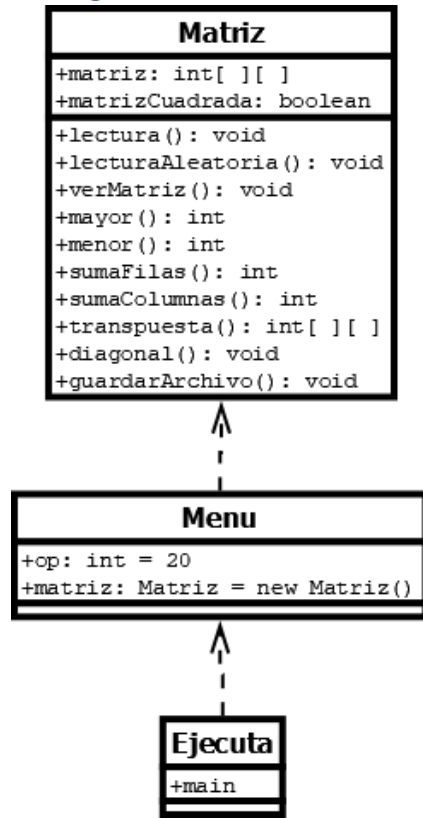 Matriz
+matriz: int[ ][ ]
+matrizCuadrada: boolean
+lectura(): void
+lecturaAleatoria(): void
+verMatriz(): void
+mayor(): int
+menor(): int
+sumaFilas(): int
+sumaColumnas(): int
+transpuesta(): int[ ][ ]
+diagonal(): void
+guardarArchivo(): void
Menu
+op: int = 20
+matriz: Matriz = new Matriz()
Ejecuta
+main